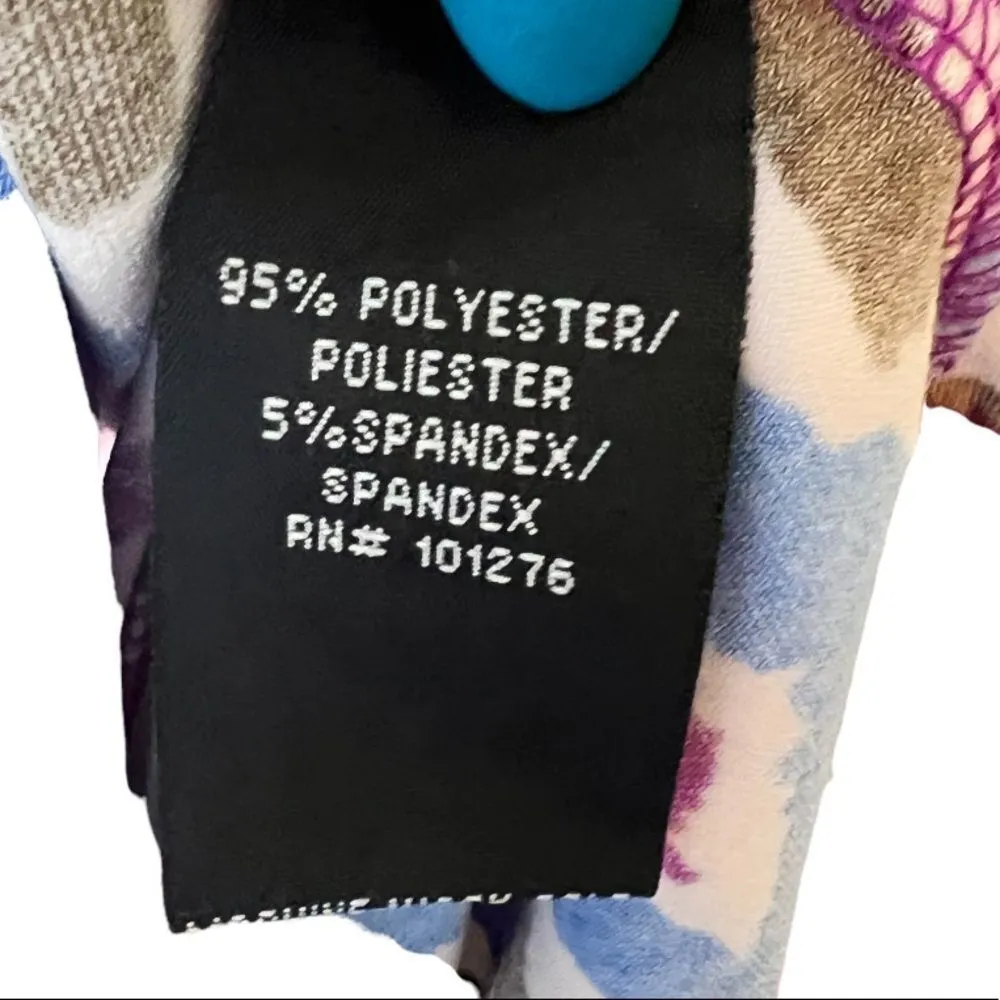 95% POLYESTER/
POLIESTER
5%SPANDEX/
SPANDEX
RN# 101276